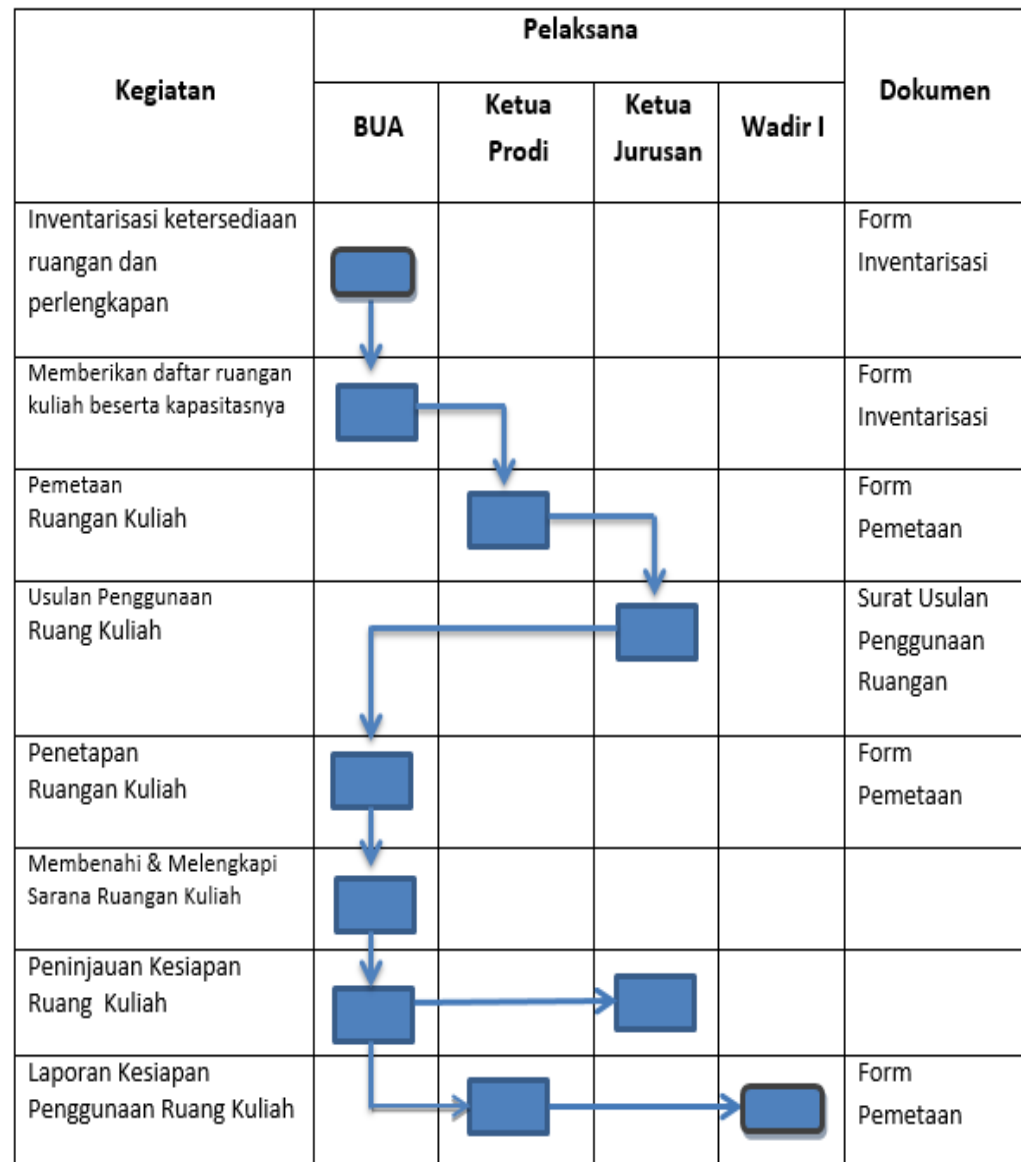 Kegiatan
Pelaksana
Dokumen
BUA
Ketua
Prodi
Ketua
Jurusan
Wadir I
Inventarisasi ketersediaan
ruangan dan
perlengkapan
Form
Inventarisasi
Memberikan daftar ruangan
kuliah beserta kapasitasnya
Form
Inventarisasi
Pemetaan
Ruangan Kuliah
Form
Pemetaan
Usulan Penggunaan
Ruang Kuliah
Surat Usulan
Penggunaan
Ruangan
Penetapan
Ruangan Kuliah
Form
Pemetaan
Membenahi & Melengkapi
Sarana Ruangan Kuliah
Peninjauan Kesiapan
Ruang Kuliah
Laporan Kesiapan
Penggunaan Ruang Kuliah
Form
Pemetaan